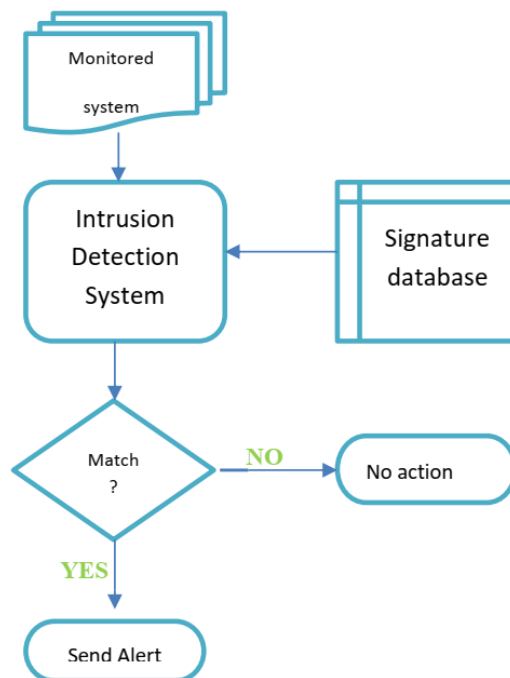 Monitored
system
Intrusion
Detection
System
Signature
database
Match
?
NO
No action
YES
Send Alert